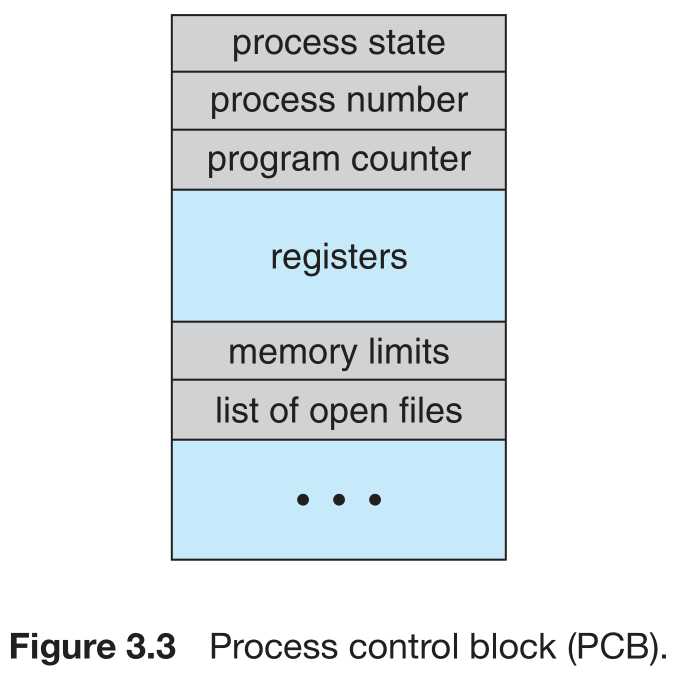 process state
process number
program counter
registers
memory limits
list of open files
• • •
Figure 3.3 Process control block (PCB).